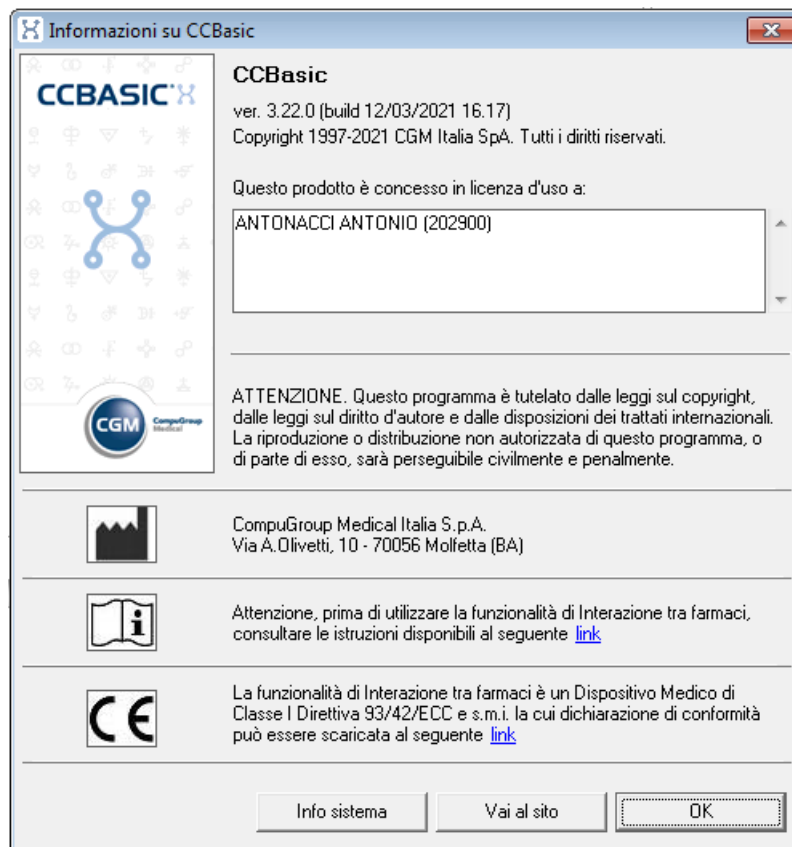 Informazioni su CCBasic
CCBASIC
CGM CompuGroup
Medical
CCBasic
ver. 3.22.0 (build 12/03/2021 16.17)
Copyright 1997-2021 CGM Italia SpA. Tutti i diritti riservati.
Questo prodotto è concesso in licenza d'uso a:
ANTONACCI ANTONIO (202900)
ATTENZIONE. Questo programma è tutelato dalle leggi sul copyright,
dalle leggi sul diritto d'autore e dalle disposizioni dei trattati internazionali.
La riproduzione o distribuzione non autorizzata di questo programma, o
di parte di esso, sarà perseguibile civilmente e penalmente.
CompuGroup Medical Italia S.p.A.
Via A.Olivetti, 10 - 70056 Molfetta (BA)
Attenzione, prima di utilizzare la funzionalità di Interazione tra farmaci,
consultare le istruzioni disponibili al seguente link
La funzionalità di Interazione tra farmaci è un Dispositivo Medico di
Classe I Direttiva 93/42/ECC e s.m.i. la cui dichiarazione di conformità
può essere scaricata al seguente link
Info sistema
Vai al sito
OK